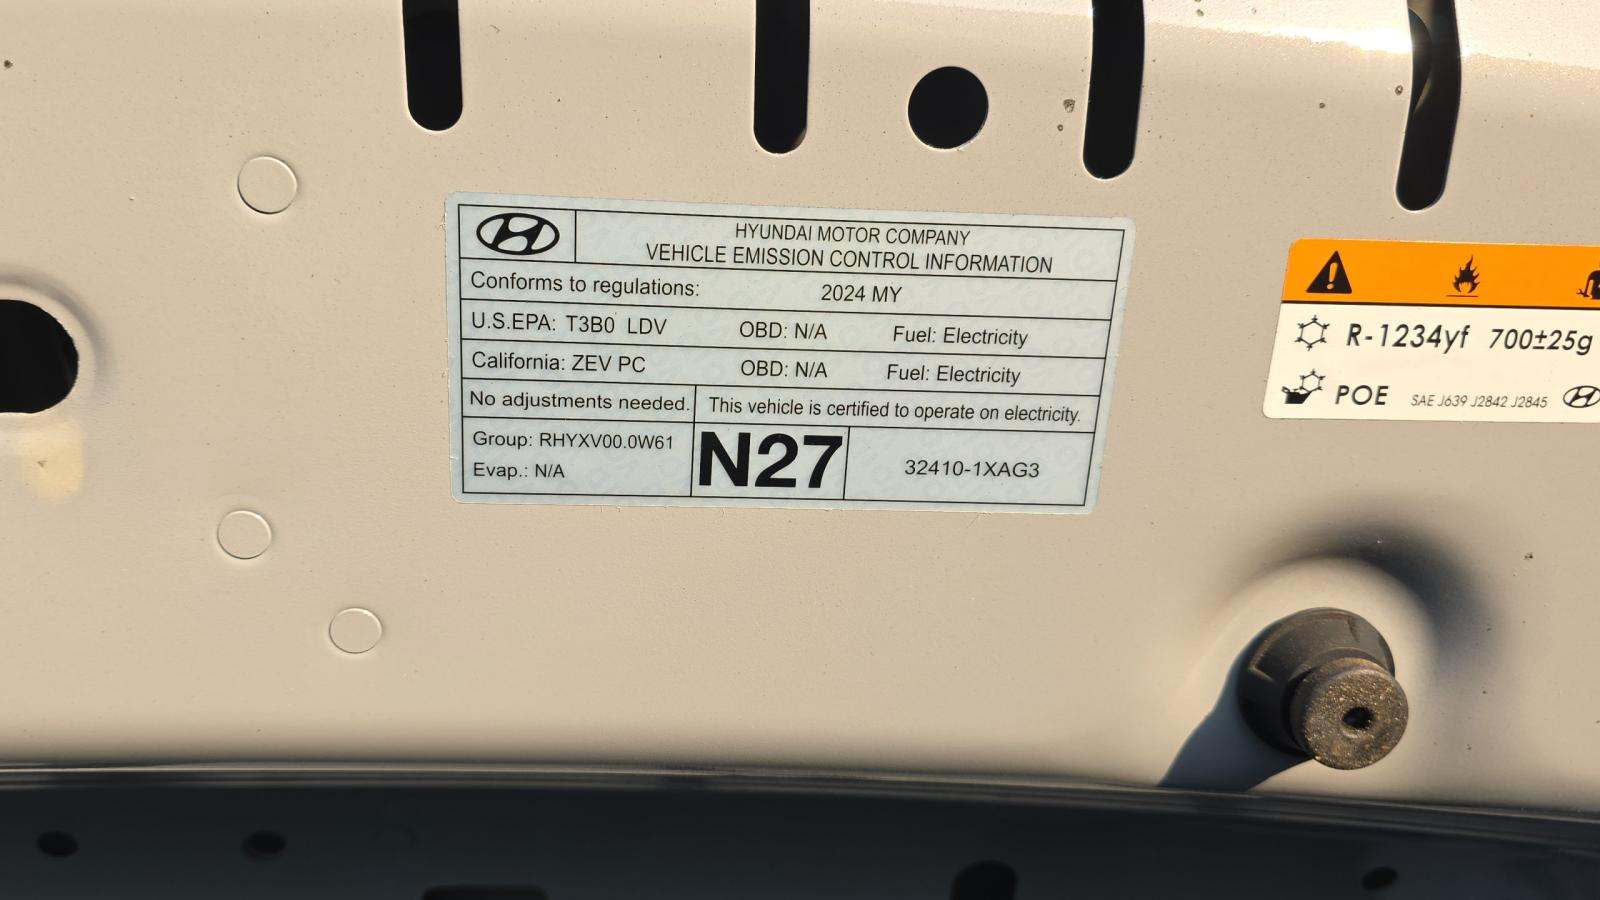 HYUNDAI MOTOR COMPANY
VEHICLE EMISSION CONTROL INFORMATION
Conforms to regulations: 2024 MY
U.S.EPA: T3B0 LDV OBD: N/A Fuel: Electricity
California: ZEV PC OBD: N/A Fuel: Electricity
No adjustments needed. This vehicle is certified to operate on electricity.
Group: RHYXV00.0W61
Evap.: N/A
N27
32410-1XAG3
R-1234yf 700±25g
POE SAE J639 J2842 J2845